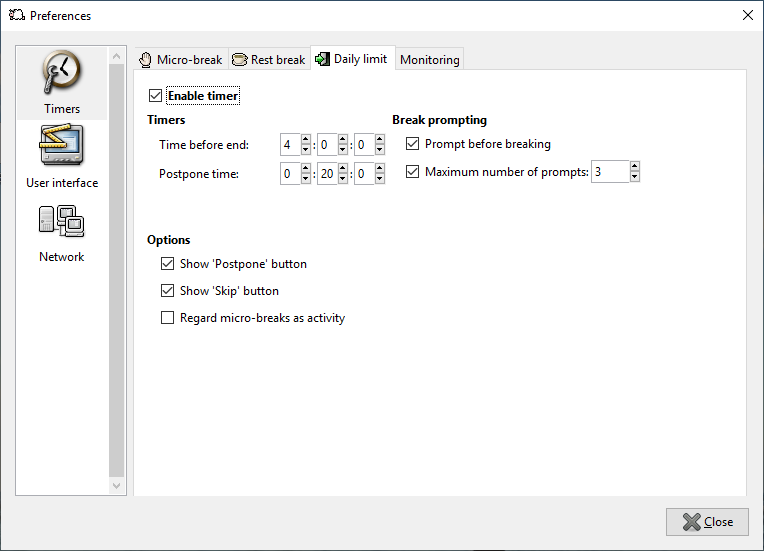 Preferences
Timers
User interface
Network
Micro-break Rest break Daily limit Monitoring
Enable timer
Timers
Time before end: 4 : 0 : 0
Postpone time: 0 : 20 : 0
Break prompting
Prompt before breaking
Maximum number of prompts: 3
Options
Show 'Postpone' button
Show 'Skip' button
Regard micro-breaks as activity
Close